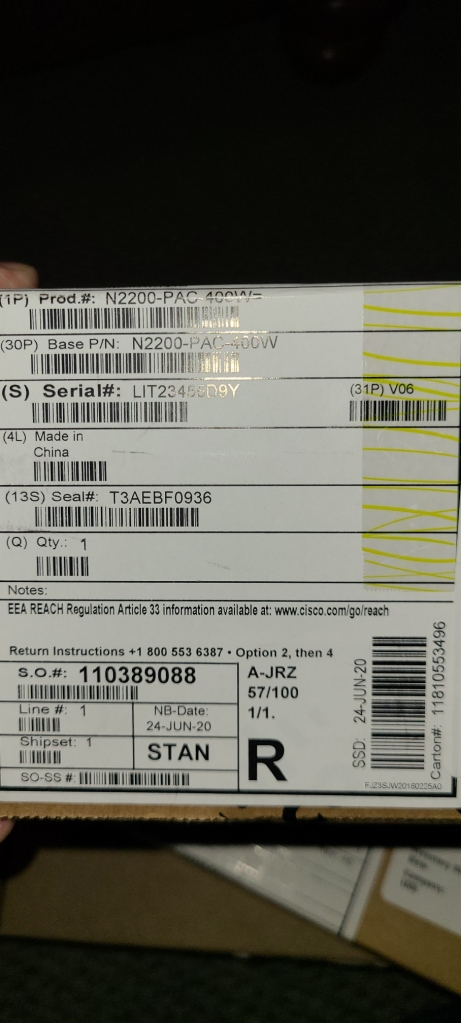 (1P) Prod.#: N2200-PAC-400W=
(30P) Base P/N: N2200-PAC-400W
(S) Serial#:
(31P) V06
(4L) Made in
China
(13S) Seal#: T3AEBF0936
(Q) Qty.: 1
Notes:
EEA REACH Regulation Article 33 information available at: www.cisco.com/go/reach
Return Instructions +1 800 553 6387 • Option 2, then 4
S.O.#: 110389088
Line #: 1
NB-Date:
24-JUN-20
Shipset: 1
STAN
SO-SS #:
A-JRZ
57/100
1/1.
R
SSD: 24-JUN-20
Carton#: 11810553496